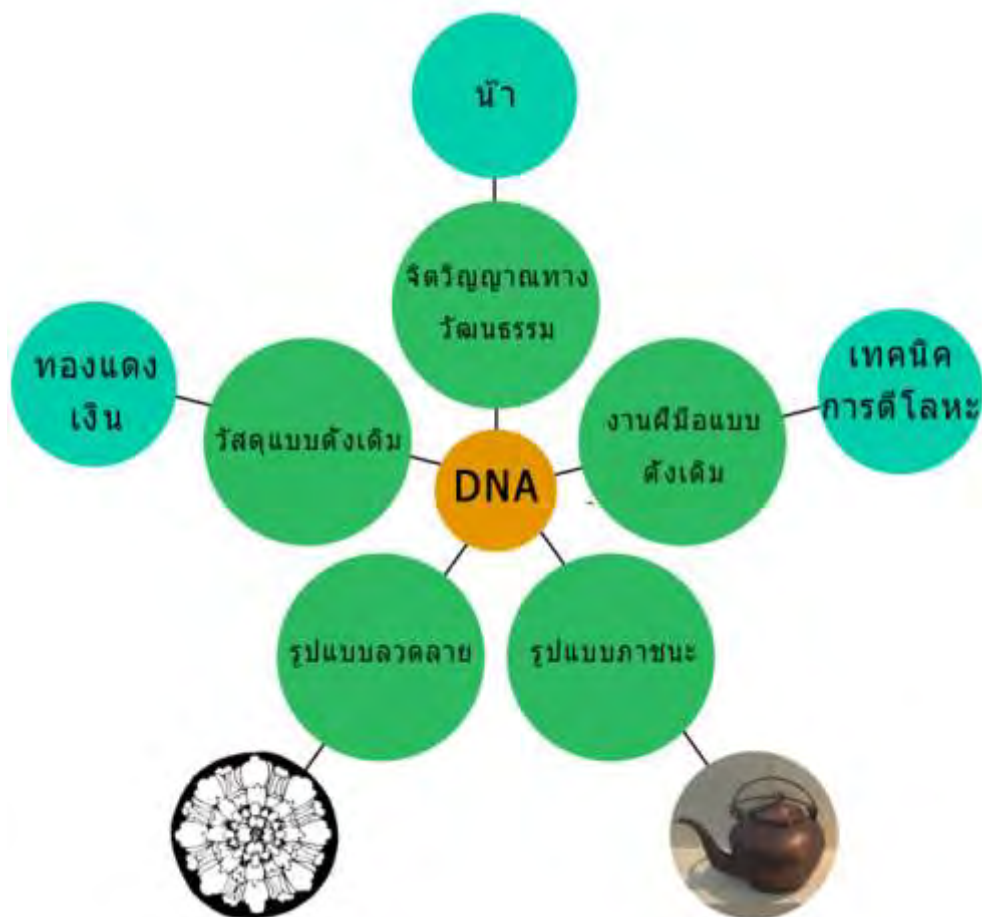 น้ำ
จิตวิญญาณทาง
วัฒนธรรม
ทองแดง
เงิน
วัสดุแบบดังเดิม
DNA
งานฝีมือแบบ
ดังเดิม
เทคนิค
การตีโลหะ
รูปแบบลวดลาย
รูปแบบภาชนะ